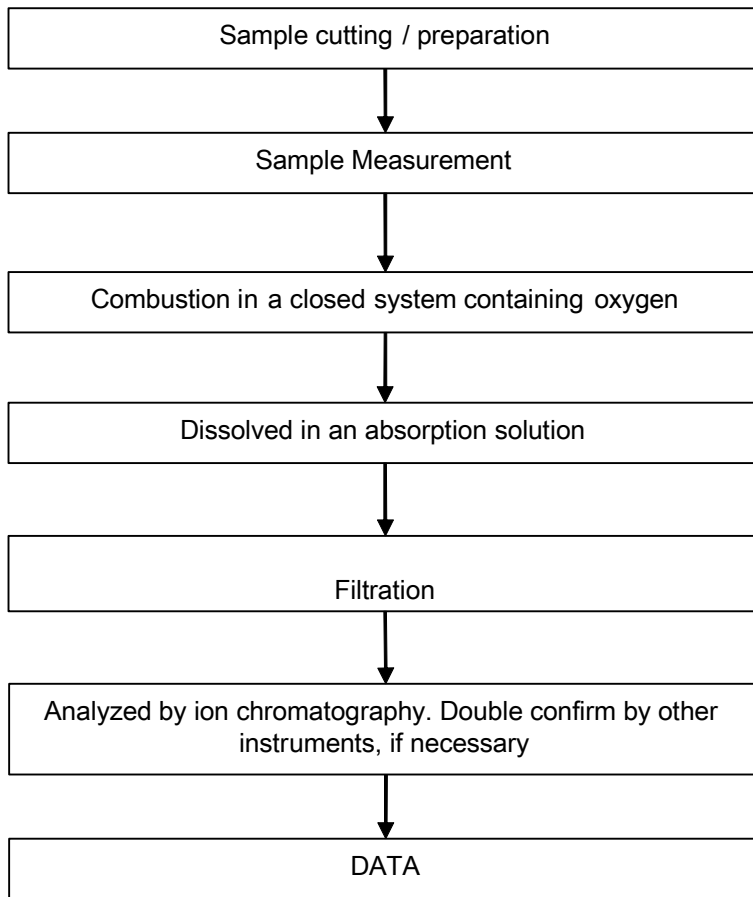 Sample cutting / preparation
Sample Measurement
Combustion in a closed system containing oxygen
Dissolved in an absorption solution
Filtration
Analyzed by ion chromatography. Double confirm by other
instruments, if necessary
DATA